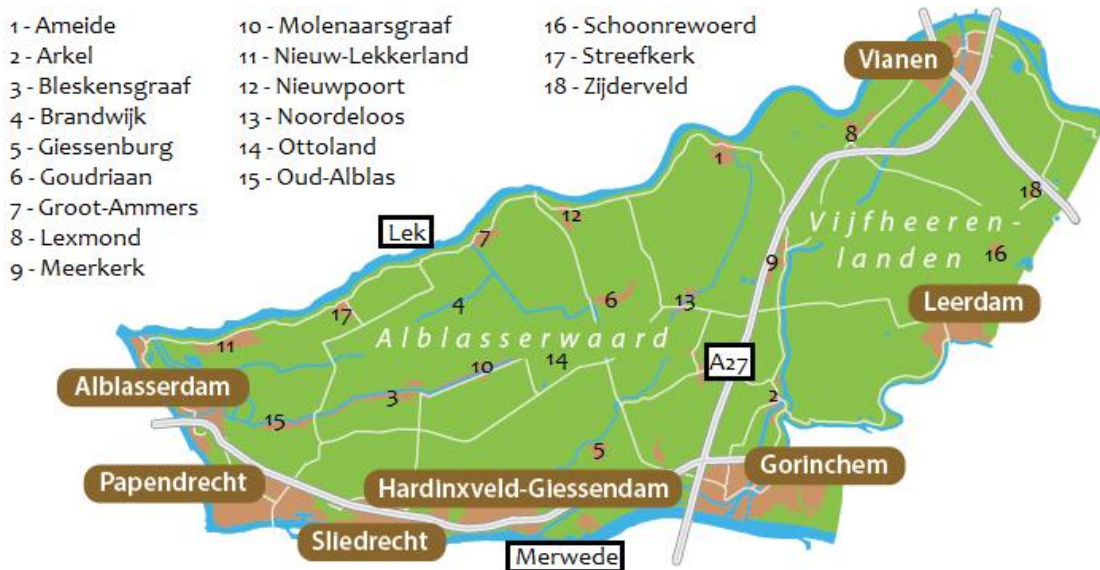 1 - Ameide
2 - Arkel
3 - Bleskensgraaf
4 - Brandwijk
5 - Giessenburg
6 - Goudriaan
7 - Groot-Ammers
8 - Lexmond
9 - Meerkerk
10 - Molenaarsgraaf
11 - Nieuw-Lekkerland
12 - Nieuwpoort
13 - Noordeloos
14 - Ottoland
15 - Oud-Alblas
16 - Schoonrewoerd
17 - Streefkerk
18 - Zijderveld
Vianen
8
1
18
12
Vijfheeren-
landen
Lek
7
16
9
6
13
4
Leerdam
17
Alblasserwaard
11
14
A27
10
Alblasserdam
3
2
15
5
Gorinchem
Papendrecht
Hardinxveld-Giessendam
Sliedrecht
Merwede